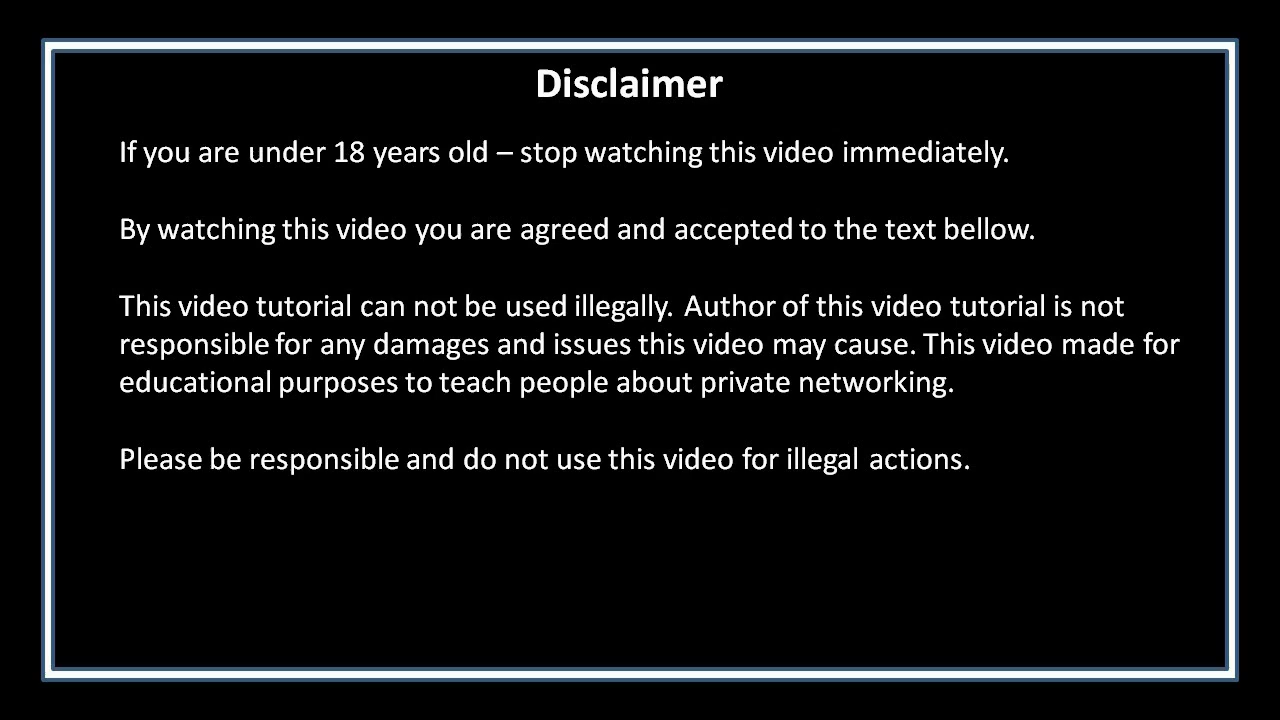 Disclaimer
If you are under 18 years old – stop watching this video immediately.
By watching this video you are agreed and accepted to the text bellow.
This video tutorial can not be used illegally. Author of this video tutorial is not
responsible for any damages and issues this video may cause. This video made for
educational purposes to teach people about private networking.
Please be responsible and do not use this video for illegal actions.